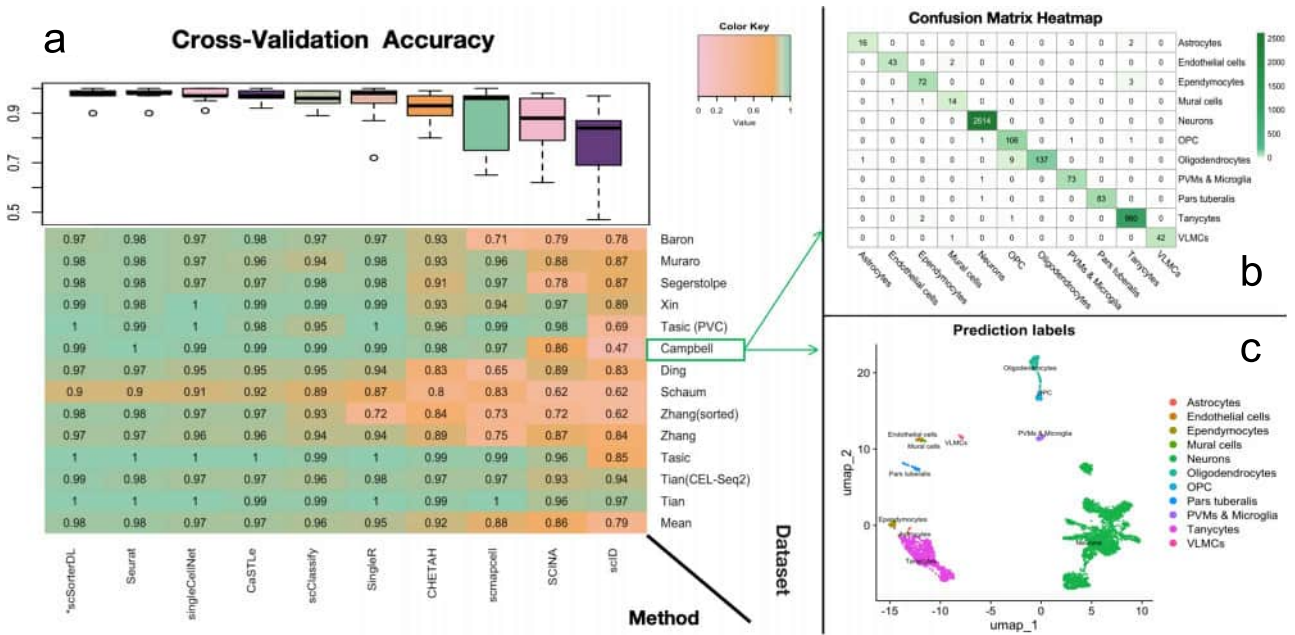 a
Cross-Validation Accuracy
Color Key
0 0.2 0.6 1
Value
0.9
0.7
0.5
0.97 0.98 0.97 0.98 0.97 0.97 0.93 0.71 0.79 0.78 Baron
0.98 0.98 0.97 0.96 0.94 0.98 0.93 0.96 0.88 0.87 Muraro
0.98 0.98 0.97 0.97 0.98 0.98 0.91 0.97 0.78 0.87 Segerstolpe
0.99 0.98 1 0.99 0.99 0.99 0.93 0.94 0.97 0.89 Xin
1 0.99 1 0.98 0.95 1 0.96 0.99 0.98 0.69 Tasic (PVC)
0.99 1 0.99 0.99 0.99 0.99 0.98 0.97 0.86 0.47 Campbell
0.97 0.97 0.95 0.95 0.95 0.94 0.83 0.65 0.89 0.83 Ding
0.9 0.9 0.91 0.92 0.89 0.87 0.8 0.83 0.62 0.62 Schaum
0.98 0.98 0.97 0.97 0.93 0.72 0.84 0.73 0.72 0.62 Zhang(sorted)
0.97 0.97 0.96 0.96 0.94 0.94 0.89 0.75 0.87 0.84 Zhang
1 1 1 1 0.99 1 0.99 0.99 0.96 0.85 Tasic
0.99 0.98 0.97 0.97 0.96 0.98 0.97 0.97 0.93 0.94 Tian(CEL-Seq2)
1 1 1 0.99 0.99 1 0.99 1 0.96 0.97 Tian
0.98 0.98 0.97 0.97 0.96 0.95 0.92 0.88 0.86 0.79 Mean
*scSorterDL Seurat singleCellNet CaSTLe scClassify SingleR CHETAH scmapcell SCINA scID
Method
Dataset
Confusion Matrix Heatmap
16 0 0 0 0 0 0 0 0 2 0 Astrocytes
0 43 0 2 0 0 0 0 0 0 0 Endothelial cells
0 0 72 0 0 0 0 0 0 3 0 Ependymocytes
0 1 1 14 0 0 0 0 0 0 0 Mural cells
0 0 0 0 2614 0 0 0 0 0 0 Neurons
0 0 0 0 1 106 0 1 0 1 0 OPC
1 0 0 0 0 9 137 0 0 0 0 Oligodendrocytes
0 0 0 0 1 0 0 73 0 0 0 PVMs & Microglia
0 0 0 0 1 0 0 0 83 0 0 Pars tuberalis
0 0 2 0 0 1 0 0 0 0 Tanycytes
0 0 0 1 0 0 0 0 0 0 42 VLMCs
Astrocytes Endothelial cells Ependymocytes Mural cells Neurons OPC Oligodendrocytes PVMs & Microglia Pars tuberalis Tanycytes VLMCs
2500
2000
1500
1000
500
0
b
Prediction labels
c
umap_2
20
10
0
Oligodendrocytes
OPC
Endothelial cells
Mural cells
VLMCs
PVMs & Microglia
Pars tuberalis
Ependymocytes
Astrocytes
Tanycytes
Neurons
-15 -10 -5 0 5 10
umap_1
Astrocytes
Endothelial cells
Ependymocytes
Mural cells
Neurons
Oligodendrocytes
OPC
Pars tuberalis
PVMs & Microglia
Tanycytes
VLMCs